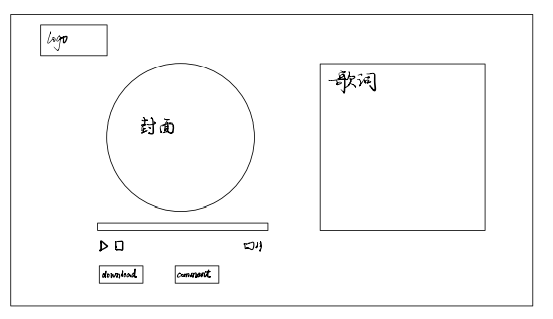 logo
封面
歌词
download
comment